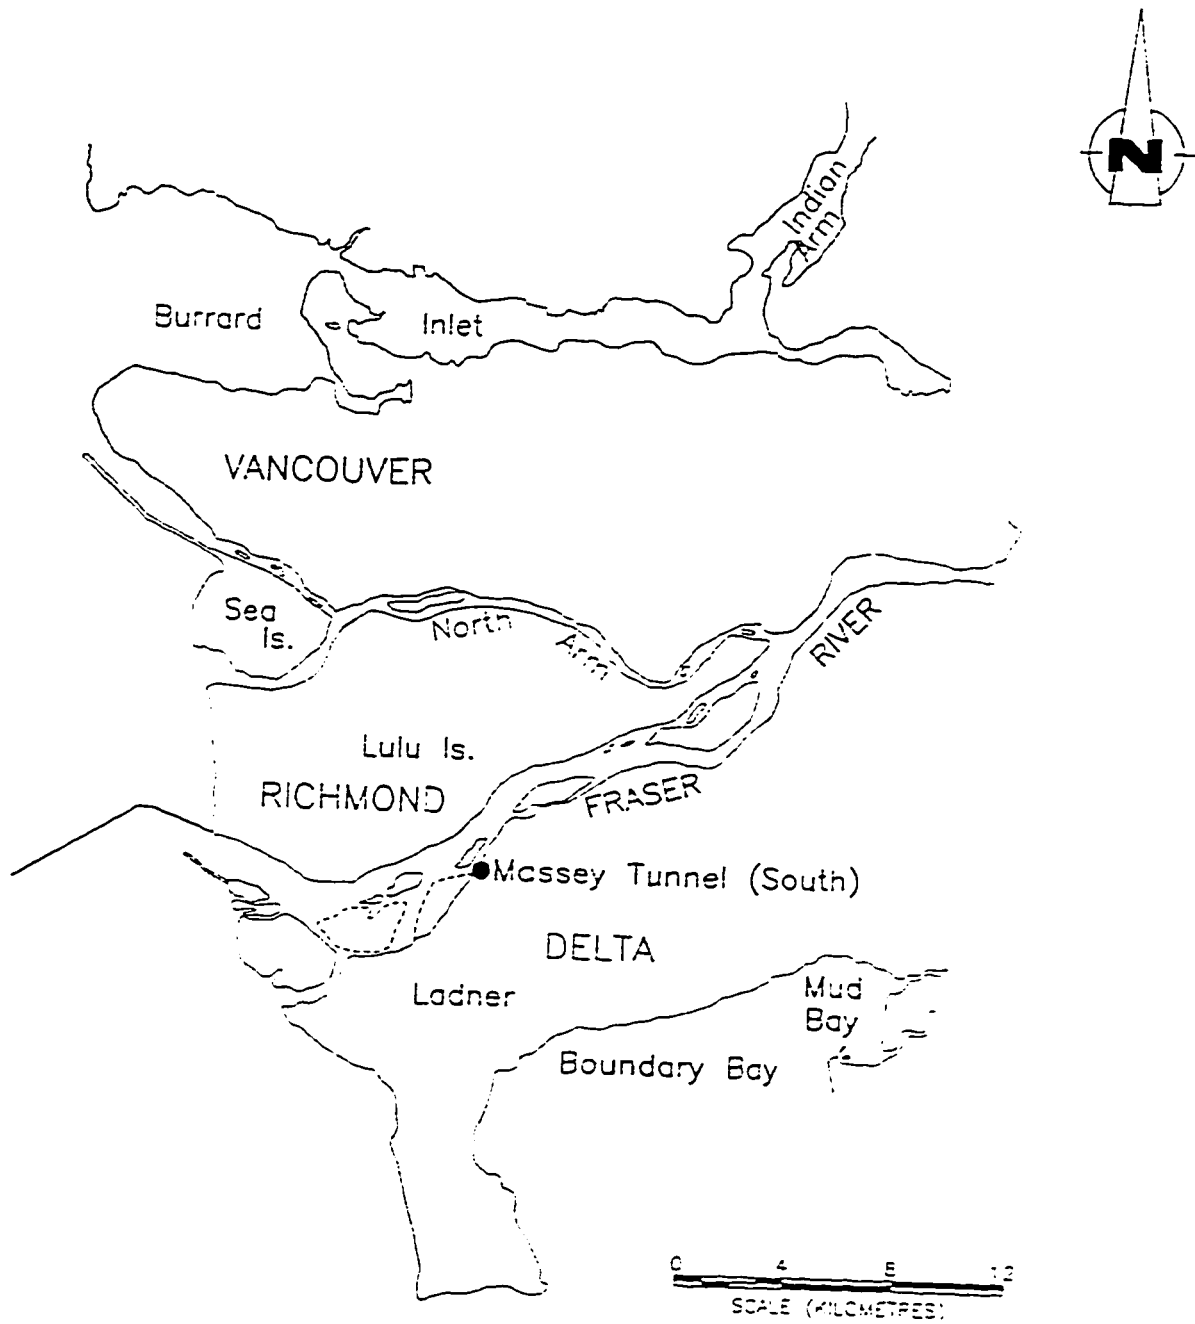 N
Indian
Arm
Burrard Inlet
VANCOUVER
Sea
Is.
North
Arm
RIVER
Lulu Is.
RICHMOND
FRASER
Massey Tunnel (South)
DELTA
Ladner
Mud
Bay
Boundary Bay
0 4 8 12
SCALE (KILOMETRES)